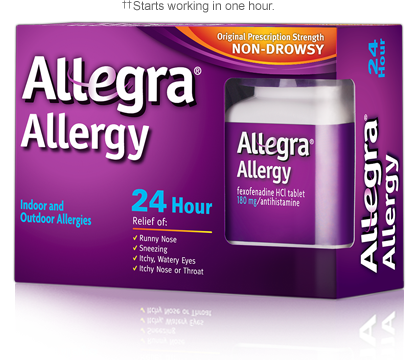 ††Starts working in one hour.
Original Prescription Strength
NON-DROWSY
Allegra®
Allergy
Indoor and
Outdoor Allergies
24 Hour
Relief of:
✓ Runny Nose
✓ Sneezing
✓ Itchy, Watery Eyes
✓ Itchy Nose or Throat
Allegra®
Allergy
fexofenadine HCl tablet
180 mg/antihistamine
24
Hour
Allegra®
Allergy